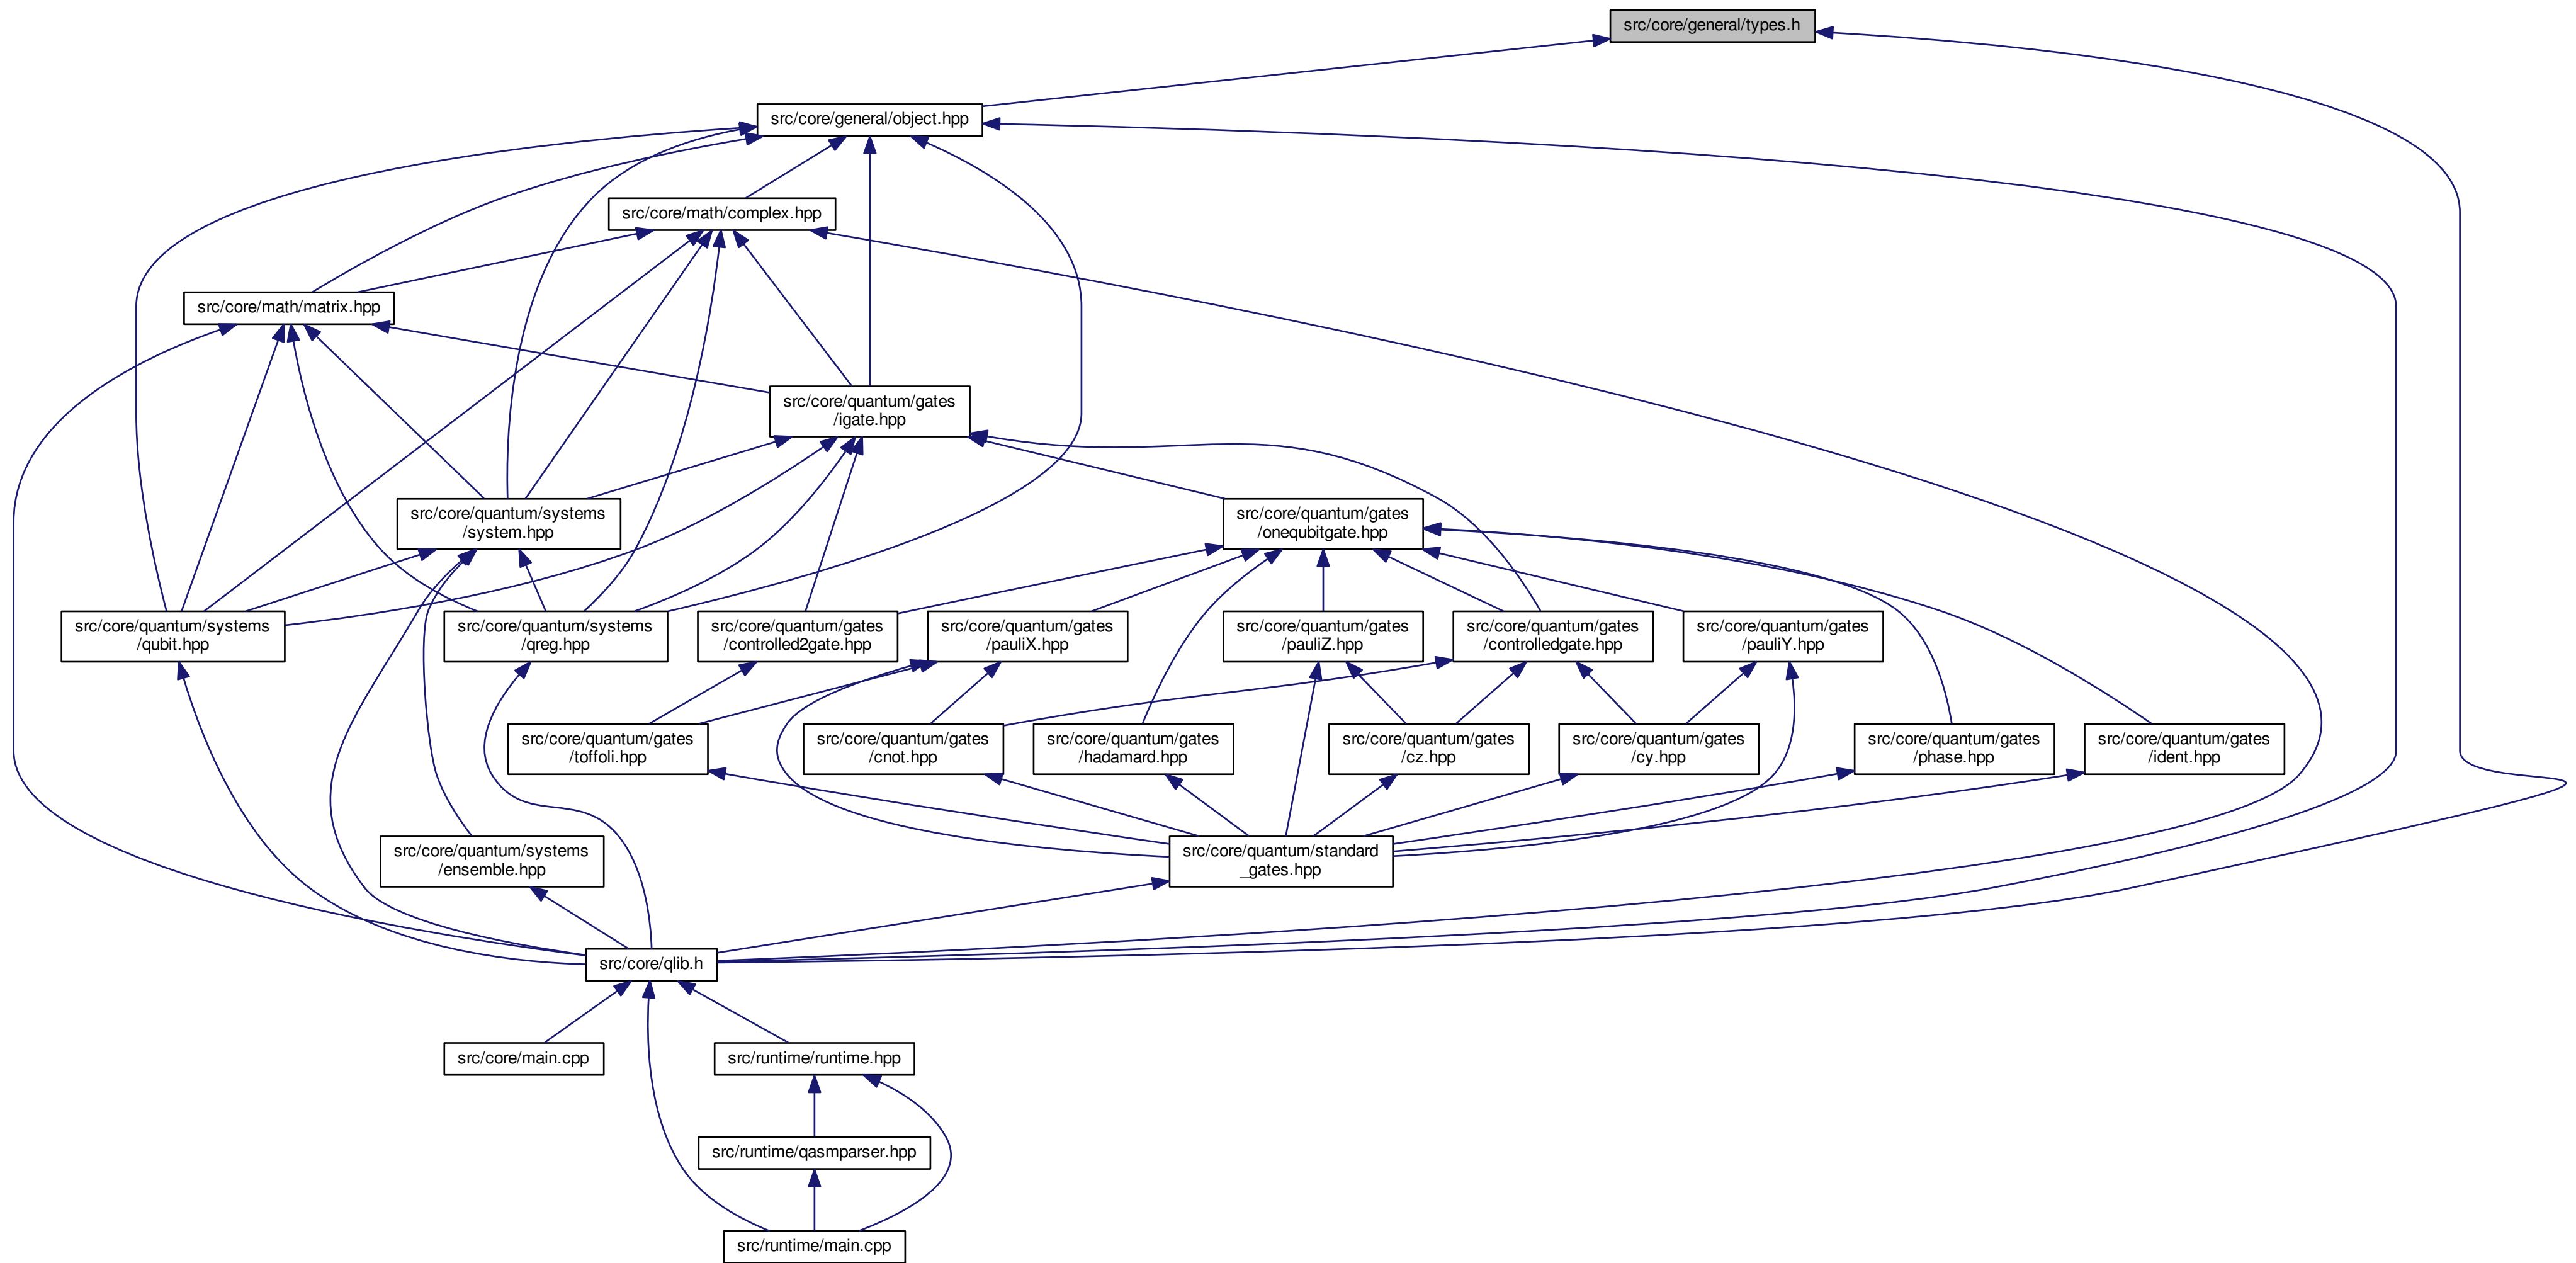 src/core/general/types.h
src/core/general/object.hpp
src/core/math/complex.hpp
src/core/math/matrix.hpp
src/core/quantum/gates
/igate.hpp
src/core/quantum/systems
/system.hpp
src/core/quantum/gates
/onequbitgate.hpp
src/core/quantum/systems
/qubit.hpp
src/core/quantum/systems
/qreg.hpp
src/core/quantum/gates
/controlled2gate.hpp
src/core/quantum/gates
/pauliX.hpp
src/core/quantum/gates
/pauliZ.hpp
src/core/quantum/gates
/controlledgate.hpp
src/core/quantum/gates
/pauliY.hpp
src/core/quantum/gates
/toffoli.hpp
src/core/quantum/gates
/cnot.hpp
src/core/quantum/gates
/hadamard.hpp
src/core/quantum/gates
/cz.hpp
src/core/quantum/gates
/cy.hpp
src/core/quantum/gates
/phase.hpp
src/core/quantum/gates
/ident.hpp
src/core/quantum/systems
/ensemble.hpp
src/core/quantum/standard
_gates.hpp
src/core/qlib.h
src/core/main.cpp
src/runtime/runtime.hpp
src/runtime/qasmparser.hpp
src/runtime/main.cpp